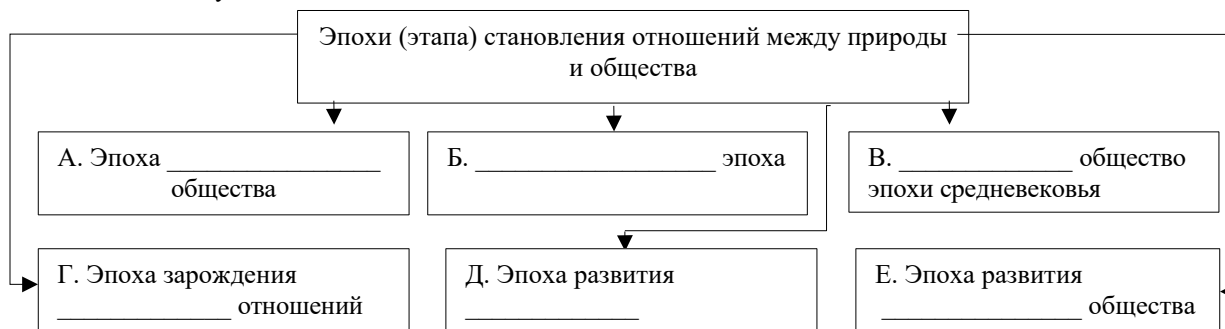 Эпохи (этапа) становления отношений между природы
и общества
А. Эпоха ________________
общества
Б. __________________ эпоха
В. _____________ общество
эпохи средневековья
Г. Эпоха зарождения
_____________ отношений
Д. Эпоха развития
_____________
Е. Эпоха развития
_______________ общества